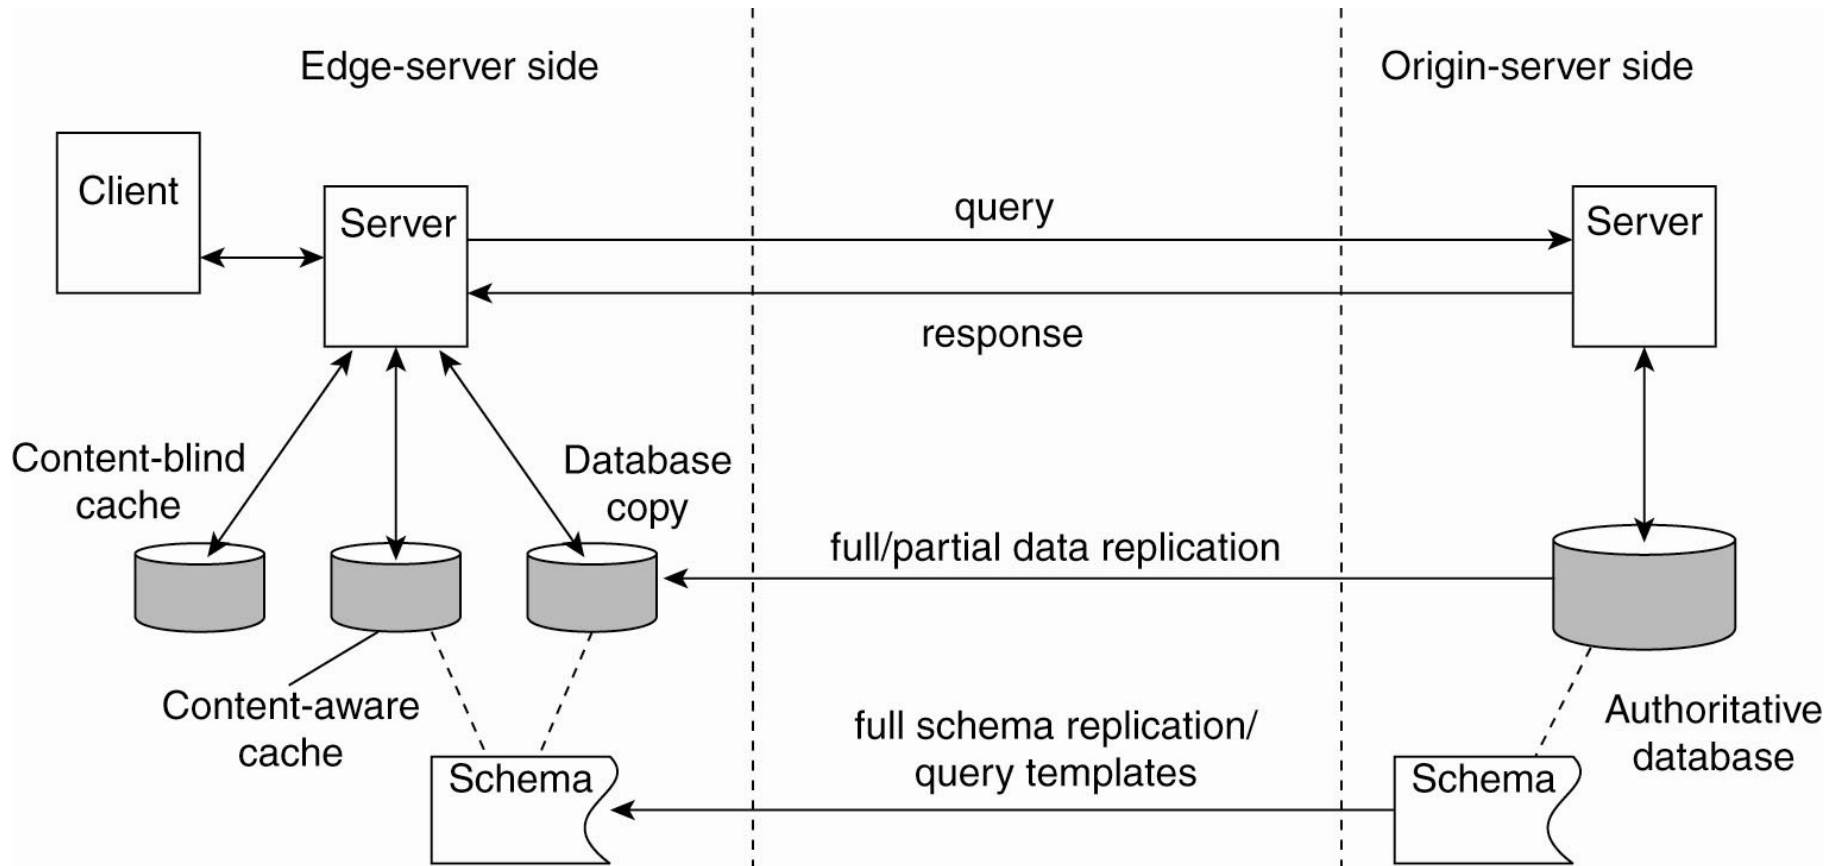 Edge-server side
Origin-server side
Client
Server
query
Server
response
Content-blind
cache
Database
copy
full/partial data replication
Content-aware
cache
full schema replication/
query templates
Authoritative
database
Schema
Schema